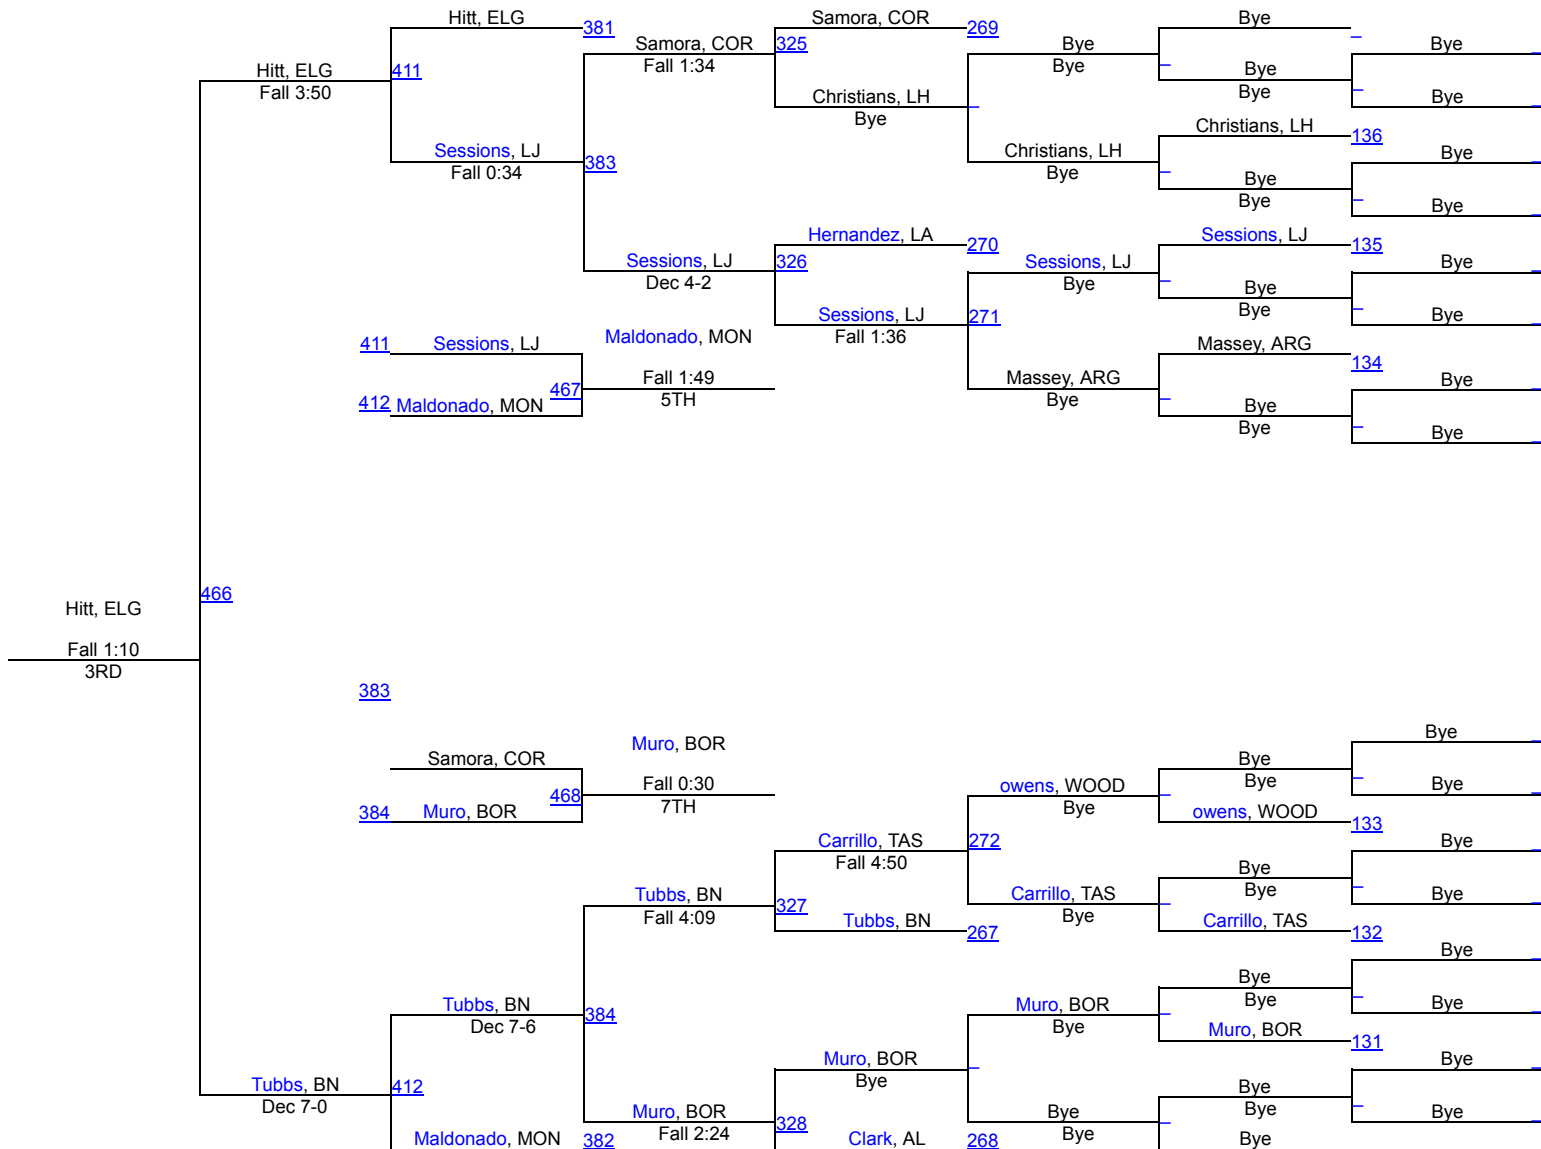 Hitt, ELG
381
Samora, COR
269
Bye
Samora, COR
325
Bye
Bye
Hitt, ELG
411
Fall 1:34
Bye
Bye
Fall 3:50
Christians, LH
Bye
Bye
Bye
Christians, LH
136
Sessions, LJ
383
Christians, LH
Bye
Fall 0:34
Bye
Bye
Bye
Bye
Hernandez, LA
270
Sessions, LJ
135
Sessions, LJ
326
Sessions, LJ
Bye
Dec 4-2
Bye
Bye
Bye
Sessions, LJ
271
Bye
Maldonado, MON
Fall 1:36
411
Sessions, LJ
Massey, ARG
134
Fall 1:49
Massey, ARG
Bye
467
5TH
Bye
412
Maldonado, MON
Bye
Bye
Bye
466
Hitt, ELG
Fall 1:10
3RD
383
Bye
Muro, BOR
Samora, COR
Bye
Fall 0:30
owens, WOOD
Bye
Bye
468
7TH
Bye
384
Muro, BOR
owens, WOOD
133
Carrillo, TAS
272
Bye
Fall 4:50
Bye
Tubbs, BN
Carrillo, TAS
Bye
Bye
327
Fall 4:09
Tubbs, BN
267
Bye
Carrillo, TAS
132
Bye
Bye
Tubbs, BN
384
Muro, BOR
Bye
Bye
Dec 7-6
Bye
Muro, BOR
131
Muro, BOR
Bye
Tubbs, BN
412
Bye
Bye
Dec 7-0
Muro, BOR
Bye
Bye
Bye
328
Maldonado, MON
382
Fall 2:24
Clark, AL
268
Bye
Bye